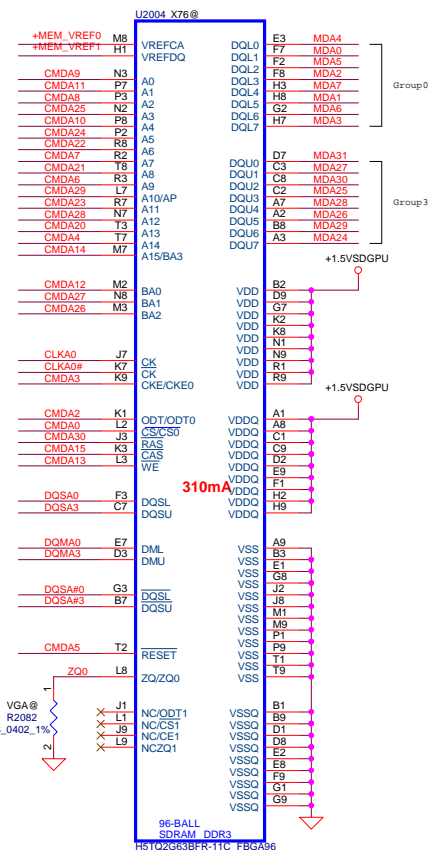 U2004 X76@
+MEM_VREF0 M8 VREFCA
+MEM_VREF1 H1 VREFDQ
CMDA9 N3 A0
CMDA11 P7 A1
CMDA8 P3 A2
CMDA25 N2 A3
CMDA10 P8 A4
CMDA24 P2 A5
CMDA22 R8 A6
CMDA7 R2 A7
CMDA21 T8 A8
CMDA6 R3 A9
CMDA29 L7 A10/AP
CMDA23 R7 A11
CMDA28 N7 A12
CMDA20 T3 A13
CMDA4 T7 A14
CMDA14 M7 A15/BA3
CMDA12 M2 BA0
CMDA27 N8 BA1
CMDA26 M3 BA2
CLKA0 J7 CK
CLKA0# K7 CK
CMDA3 K9 CKE/CKE0
CMDA2 K1 ODT/ODT0
CMDA0 L2 CS/CS0
CMDA30 J3 RAS
CMDA15 K3 CAS
CMDA13 L3 WE
DQSA0 F3 DQSL
DQSA3 C7 DQSU
DQMA0 E7 DML
DQMA3 D3 DMU
DQSA#0 G3 DQSL
DQSA#3 B7 DQSU
CMDA5 T2 RESET
ZQ0 L8 ZQ/ZQ0
J1 NC/ODT1
L1 NC/CS1
J9 NC/CE1
L9 NCZQ1
1
VGA@
R2082
_0402_1%
2
DQL0 E3 MDA4
DQL1 F7 MDA0
DQL2 F2 MDA5
DQL3 F8 MDA2
DQL4 H3 MDA7
DQL5 H8 MDA1
DQL6 G2 MDA6
DQL7 H7 MDA3
Group0
DQU0 D7 MDA31
DQU1 C3 MDA27
DQU2 C8 MDA30
DQU3 C2 MDA25
DQU4 A7 MDA28
DQU5 A2 MDA26
DQU6 B8 MDA29
DQU7 A3 MDA24
Group3
+1.5VSDGPU
VDD B2
VDD D9
VDD G7
VDD K2
VDD K8
VDD N1
VDD N9
VDD R1
VDD R9
+1.5VSDGPU
VDDQ A1
VDDQ A8
VDDQ C1
VDDQ C9
VDDQ D2
VDDQ E9
VDDQ F1
VDDQ H2
VDDQ H9
310mA
VSS A9
VSS B3
VSS E1
VSS G8
VSS J2
VSS J8
VSS M1
VSS M9
VSS P1
VSS P9
VSS T1
VSS T9
VSSQ B1
VSSQ B9
VSSQ D1
VSSQ D8
VSSQ E2
VSSQ E8
VSSQ F9
VSSQ G1
VSSQ G9
96-BALL
SDRAM DDR3
H5TQ2G63BFR-11C FBGA96